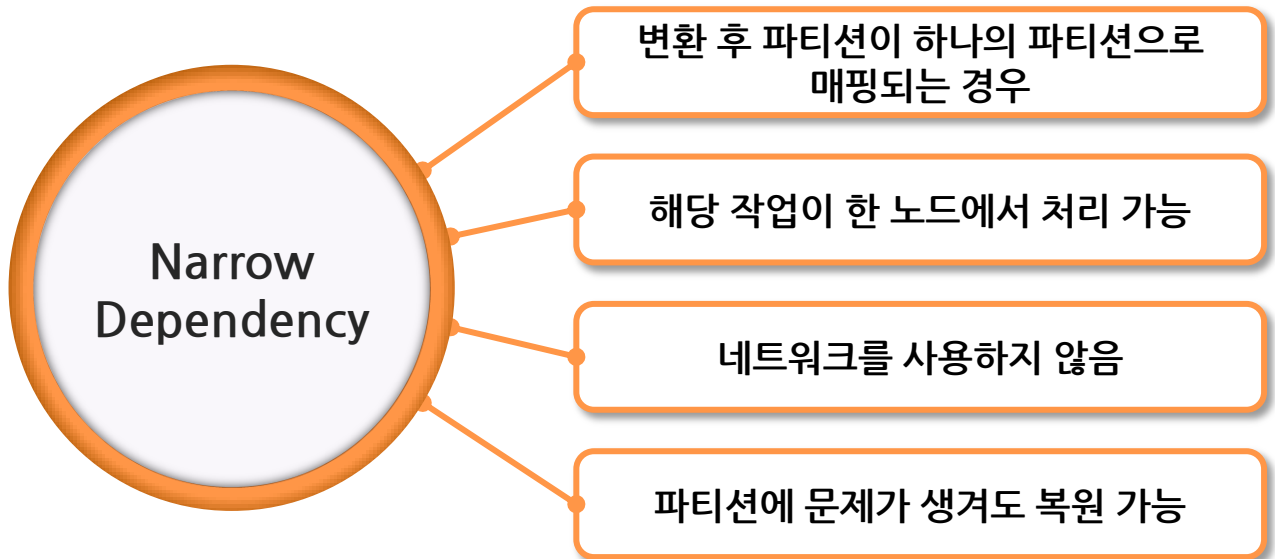 Narrow
Dependency
변환 후 파티션이 하나의 파티션으로
매핑되는 경우
해당 작업이 한 노드에서 처리 가능
네트워크를 사용하지 않음
파티션에 문제가 생겨도 복원 가능